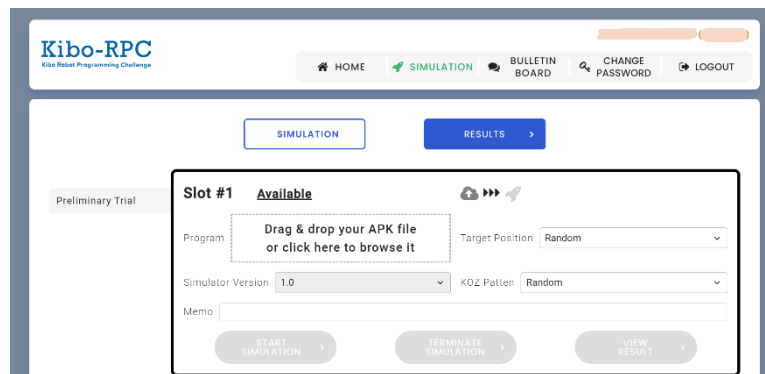 Kibo-RPC
Kibo Robot Programming Challenge
HOME
SIMULATION
BULLETIN
BOARD
CHANGE
PASSWORD
LOGOUT
SIMULATION
RESULTS
Preliminary Trial
Slot #1 Available
Program
Drag & drop your APK file
or click here to browse it
Target Position Random
Simulator Version 1.0
KOZ Patten Random
Memo
START
SIMULATION
TERMINATE
SIMULATION
VIEW
RESULT